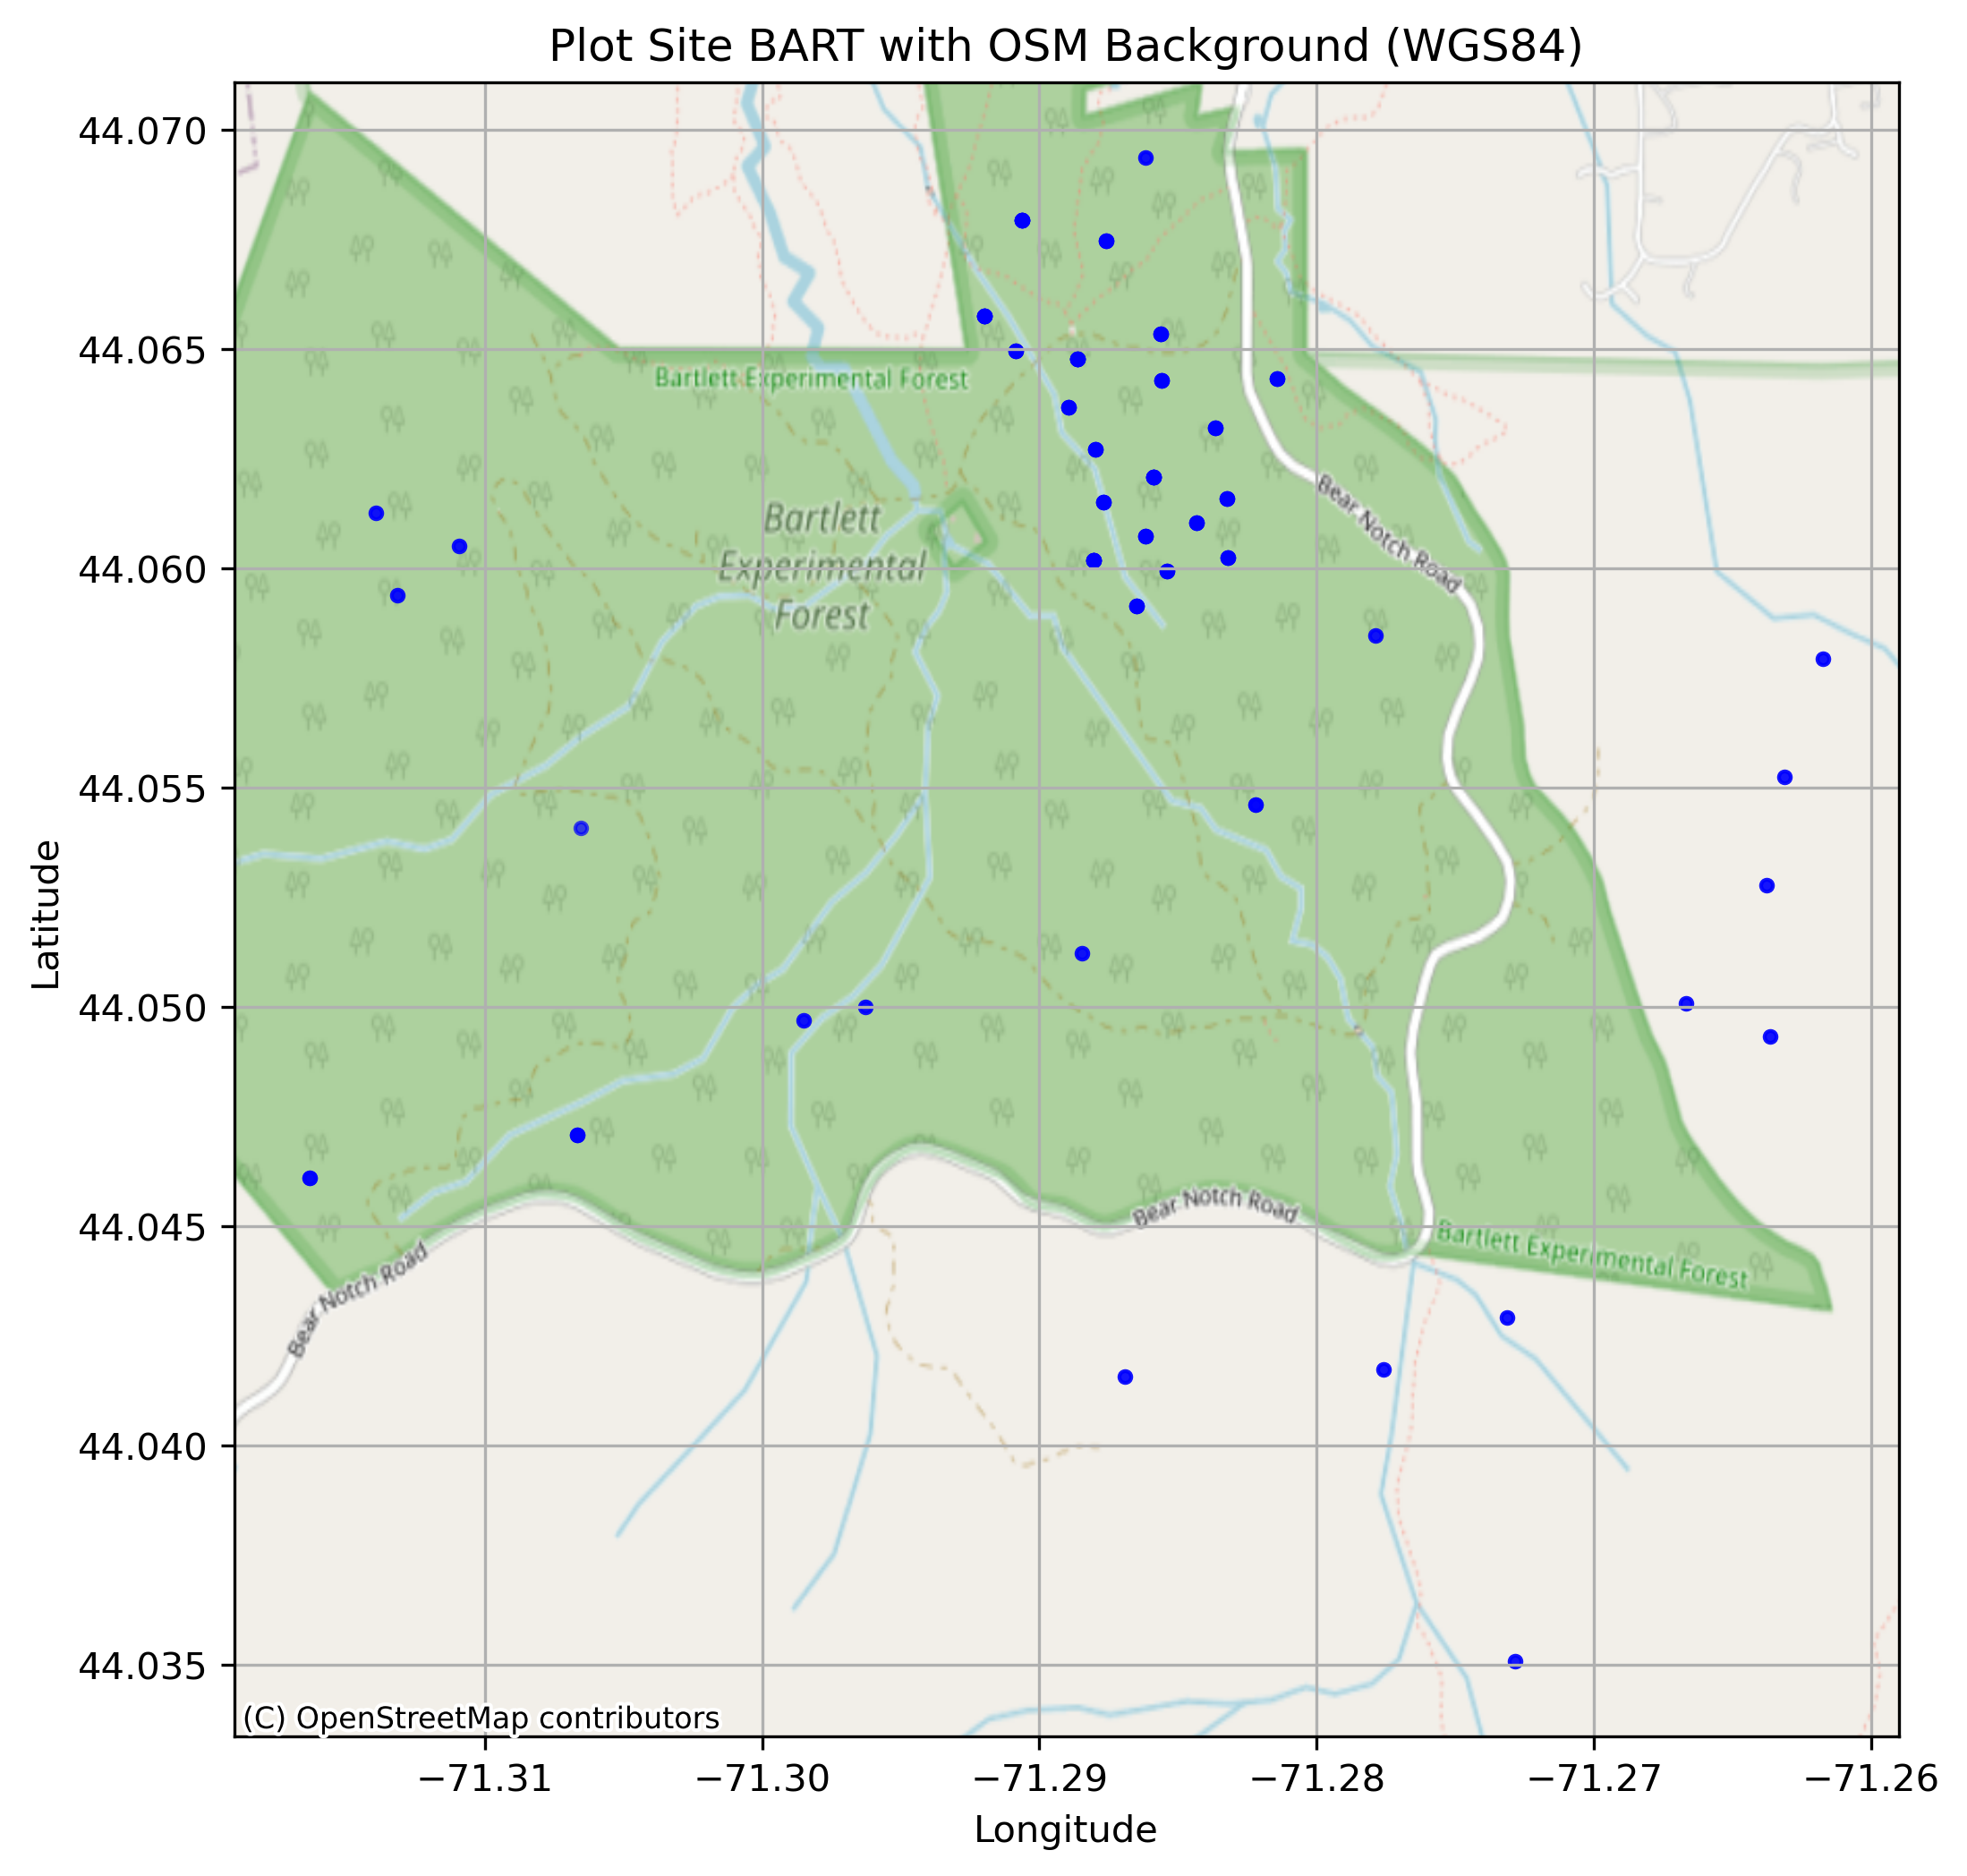 Plot Site BART with OSM Background (WGS84)
44.070
44.065
44.060
44.055
44.050
44.045
44.040
44.035
Latitude
Bartlett Experimental Forest
Bartlett
Experimental
Forest
Bear Notch Road
Bear Notch Road
Bartlett Experimental Forest
Bear Notch Road
(C) OpenStreetMap contributors
−71.31
−71.30
−71.29
−71.28
−71.27
−71.26
Longitude